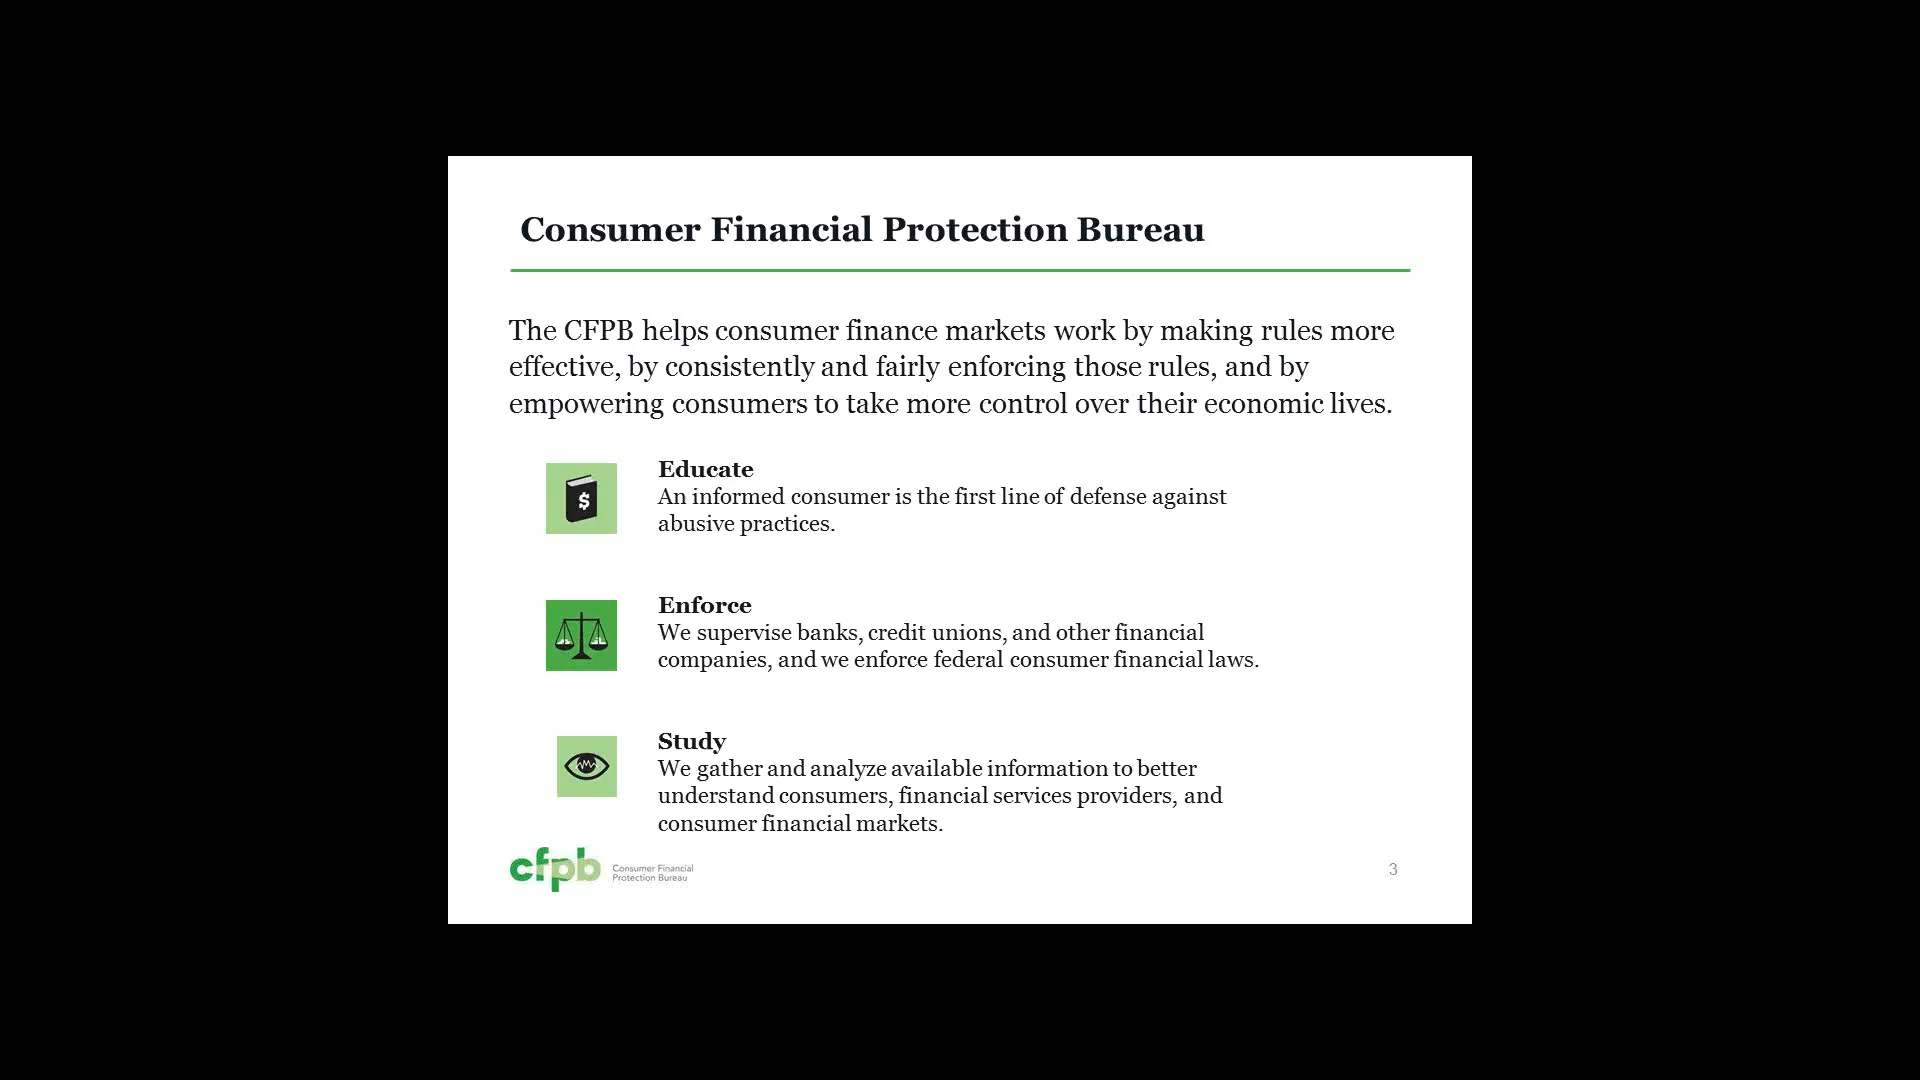 Consumer Financial Protection Bureau
The CFPB helps consumer finance markets work by making rules more
effective, by consistently and fairly enforcing those rules, and by
empowering consumers to take more control over their economic lives.
$
Educate
An informed consumer is the first line of defense against
abusive practices.
Enforce
We supervise banks, credit unions, and other financial
companies, and we enforce federal consumer financial laws.
Study
We gather and analyze available information to better
understand consumers, financial services providers, and
consumer financial markets.
cfpb
Consumer Financial
Protection Bureau
3